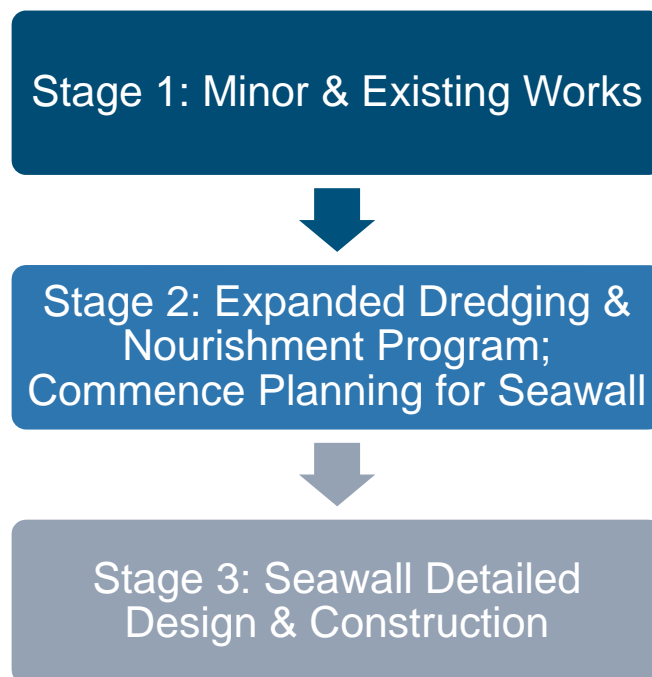 Stage 1: Minor & Existing Works
Stage 2: Expanded Dredging &
Nourishment Program;
Commence Planning for Seawall
Stage 3: Seawall Detailed
Design & Construction